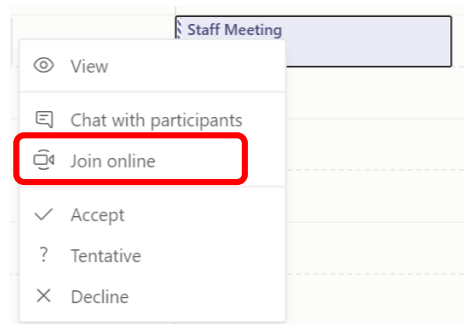 Staff Meeting
View
Chat with participants
Join online
Accept
? Tentative
Decline